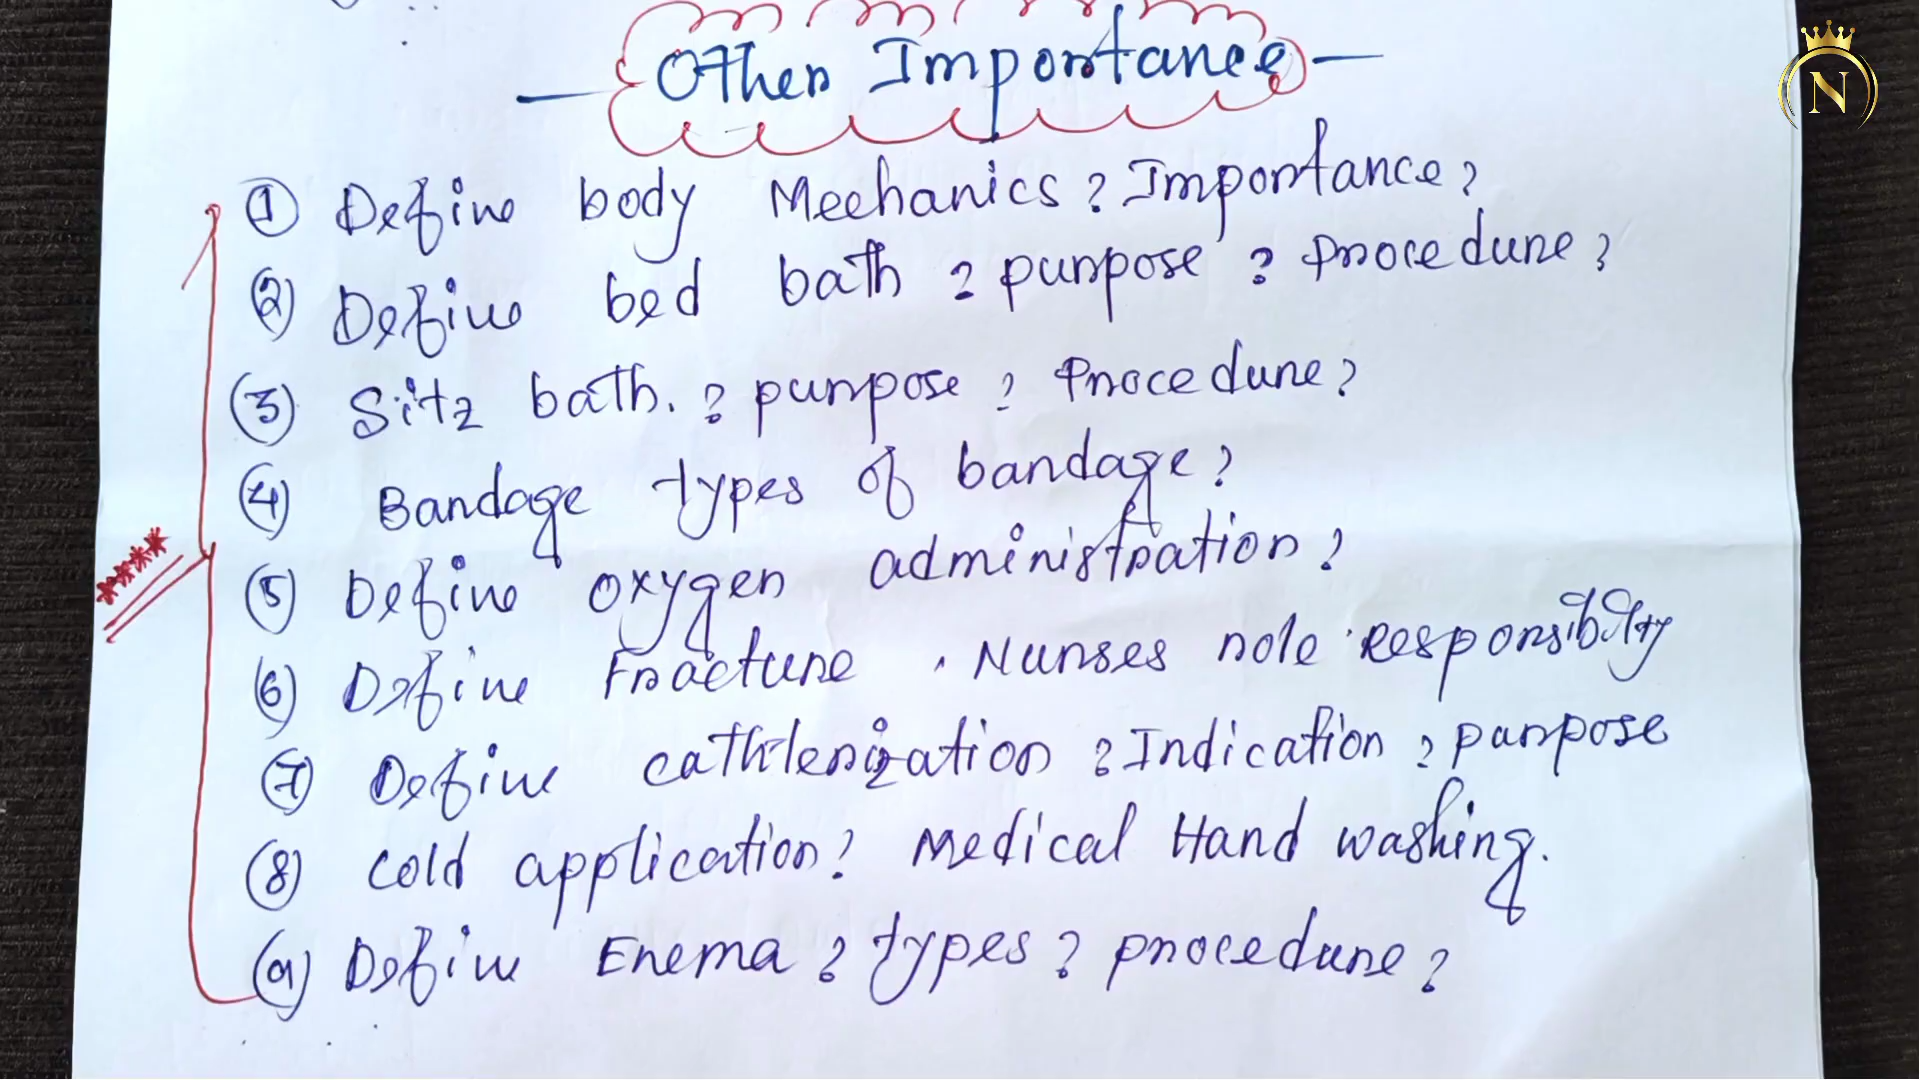 Other Importance
N
① Define body Mechanics? Importance?
② Define bed bath? purpose? Procedure?
③ Sitz bath.? purpose? Procedure?
④ Bandage types of bandage?
⑤ Define oxygen administration?
⑥ Define Fracture. Nurses role Responsibility
⑦ Define catheterization? Indication? purpose
⑧ cold application? Medical Hand washing.
⑨ Define Enema? types? procedure?